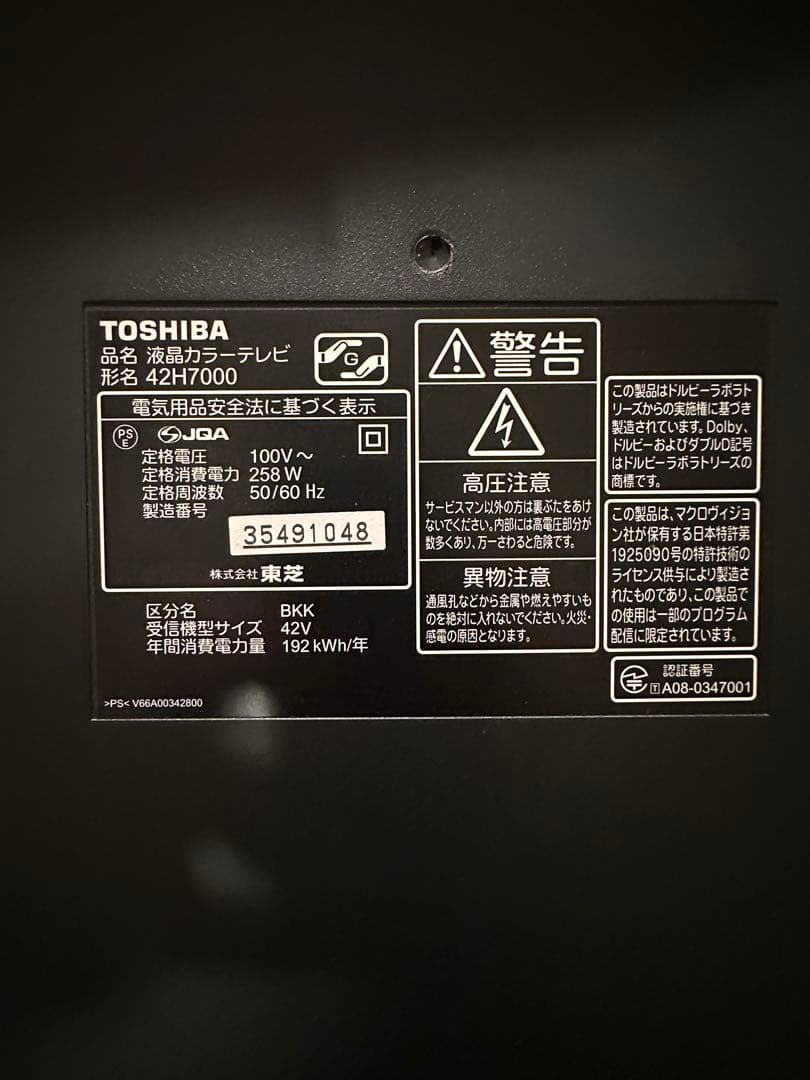 TOSHIBA
品名 液晶カラーテレビ
形名 42H7000
G
電気用品安全法に基づく表示
PS
E
JQA
定格電圧 100V～
定格消費電力 258 W
定格周波数 50/60 Hz
製造番号
35491048
株式会社 東芝
区分名 BKK
受信機型サイズ 42V
年間消費電力量 192 kWh/年
>PS< V66A00342800
警告
高圧注意
サービスマン以外の方は裏ぶたをあけ
ないでください。内部には高電圧部分が
数多くあり、万一さわると危険です。
異物注意
通風孔などから金属や燃えやすいも
のを絶対に入れないでください。火災・
感電の原因となります。
この製品はドルビーラボラト
リーズからの実施権に基づき
製造されています。Dolby、
ドルビーおよびダブルD記号
はドルビーラボラトリーズの
商標です。
この製品は、マクロヴィジョ
ン社が保有する日本特許第
1925090号の特許技術の
ライセンス供与により製造さ
れたものであり、この製品で
の使用は一部のプログラム
配信に限定されています。
認証番号
T A08-0347001